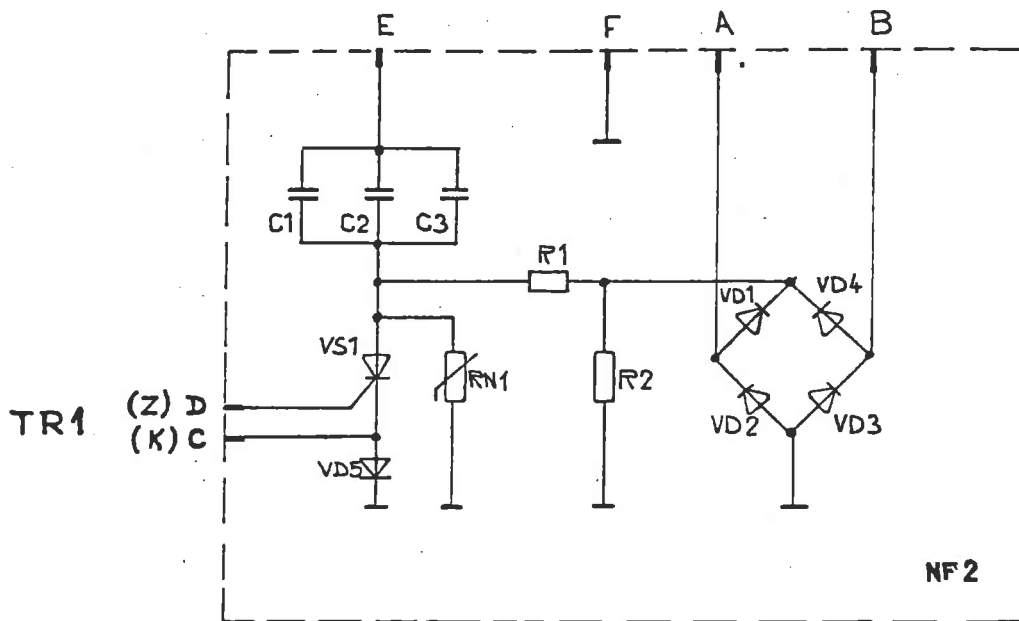 E F A B
C1 C2 C3
R1
VD1 VD4
VS1
RN1
R2
TR1 (Z) D
(K) C
VD2 VD3
VD5
NF2